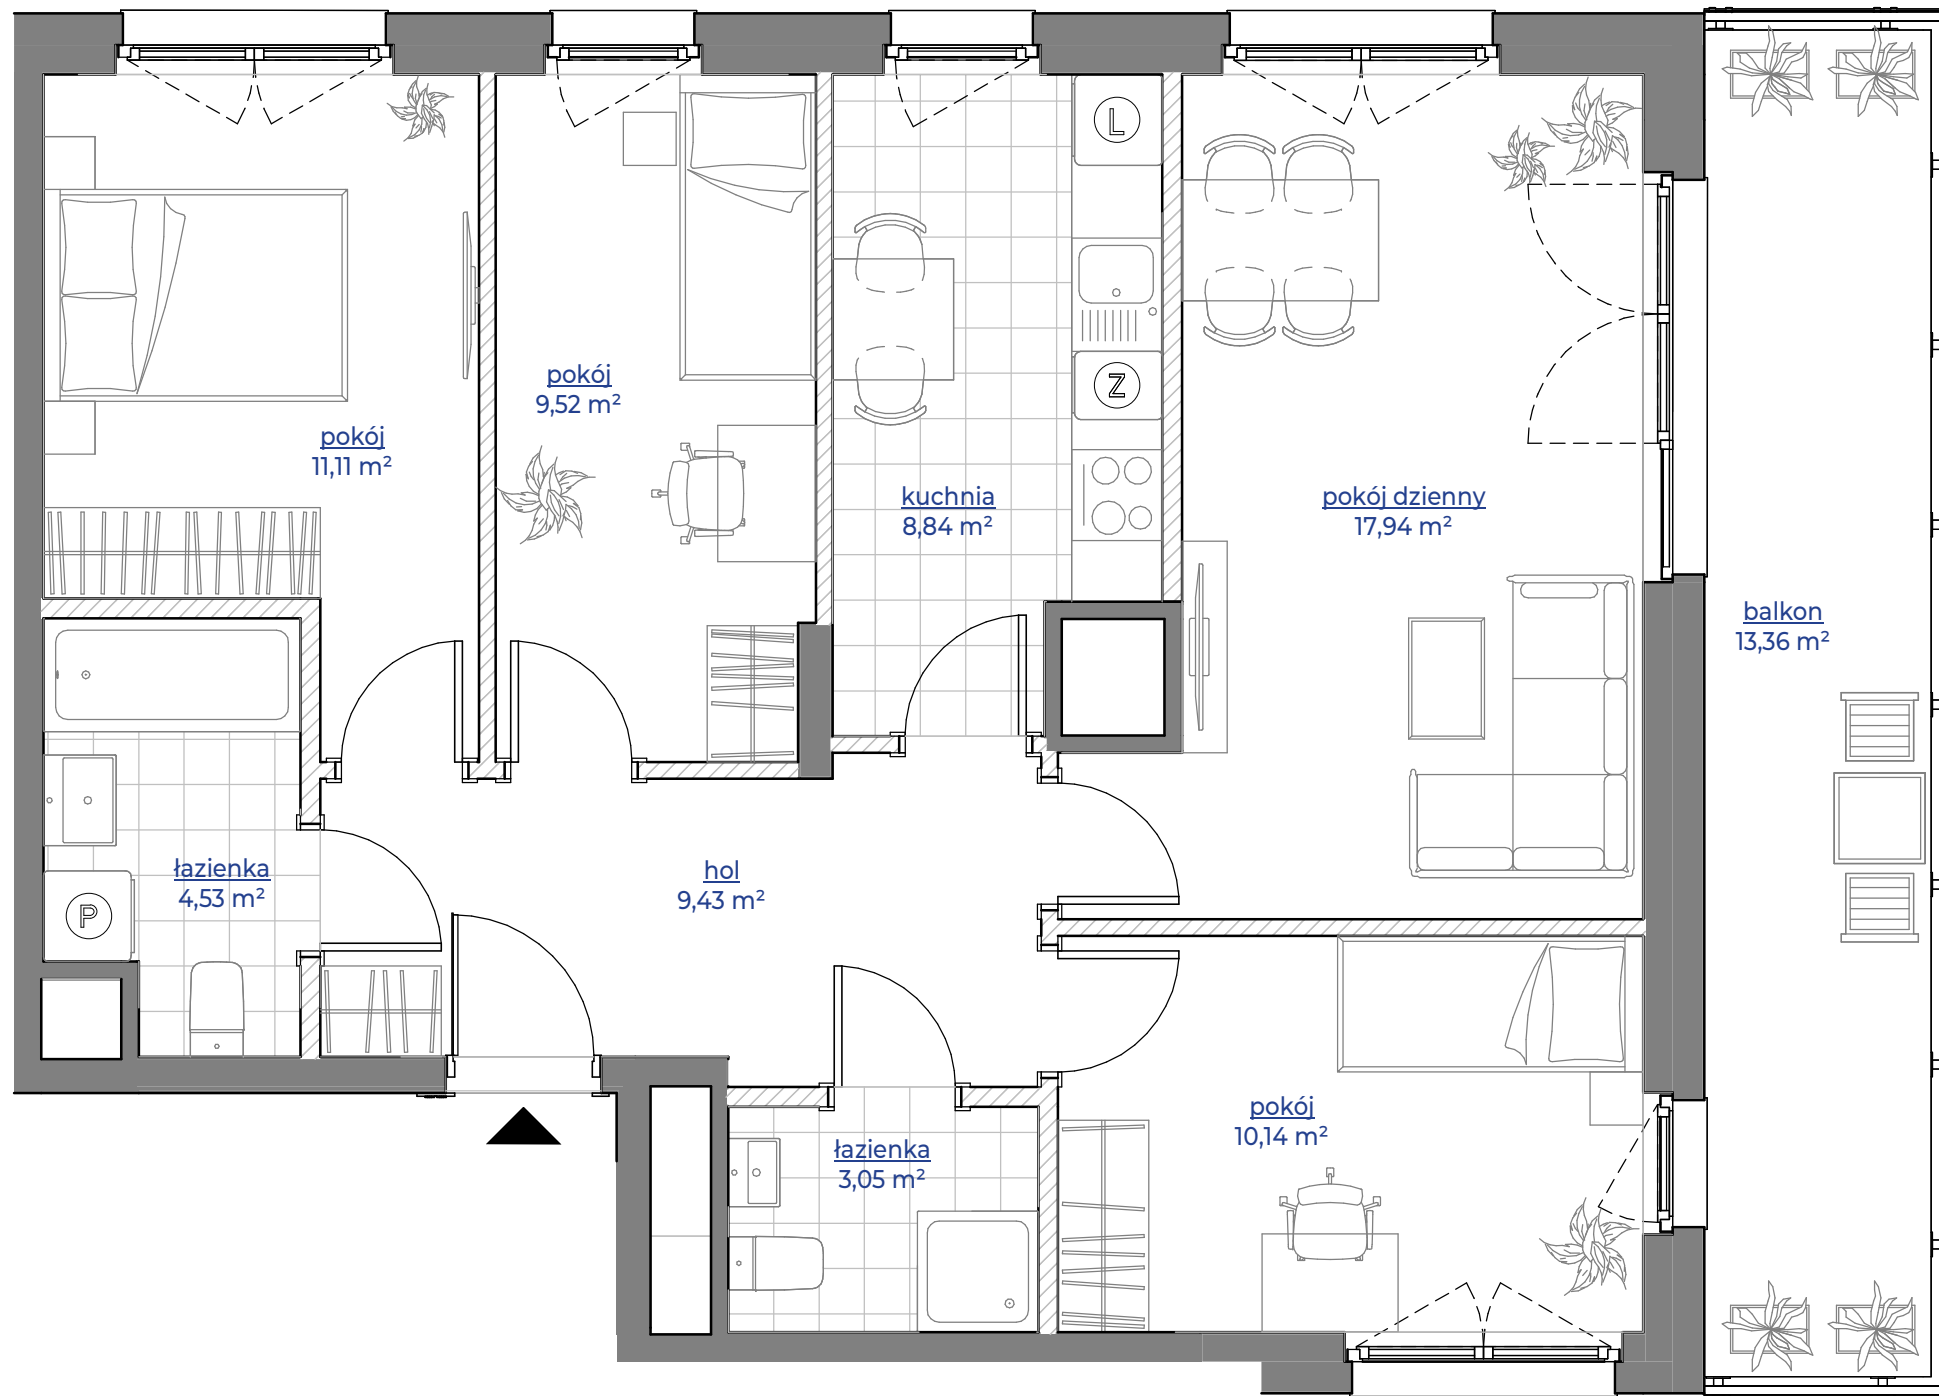 L
Z
pokój
9,52 m²
pokój
11,11 m²
kuchnia
8,84 m²
pokój dzienny
17,94 m²
balkon
13,36 m²
łazienka
4,53 m²
P
hol
9,43 m²
pokój
10,14 m²
łazienka
3,05 m²